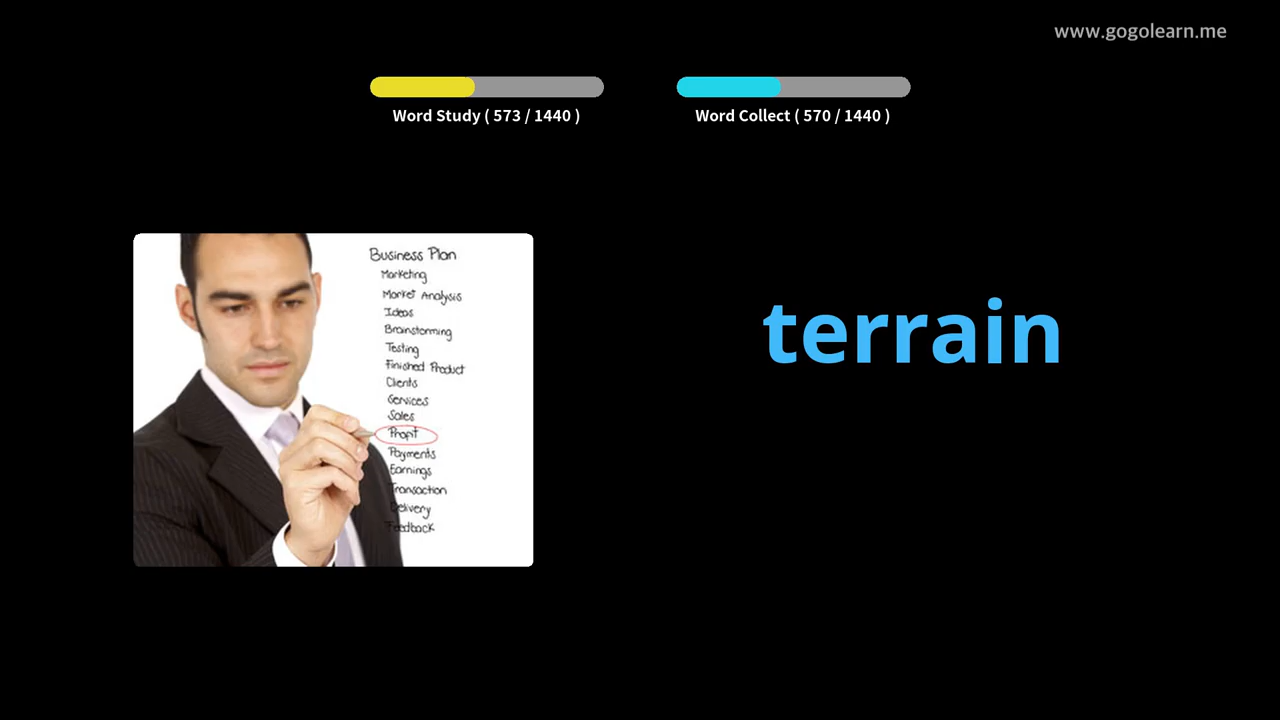 www.gogolearn.me
Word Study ( 573 / 1440 )
Word Collect ( 570 / 1440 )
Business Plan
Marketing
Market Analysis
Ideas
Brainstorming
Testing
Finished Product
Clients
Services
Sales
Profit
Payments
Earnings
Transaction
Delivery
Feedback
terrain